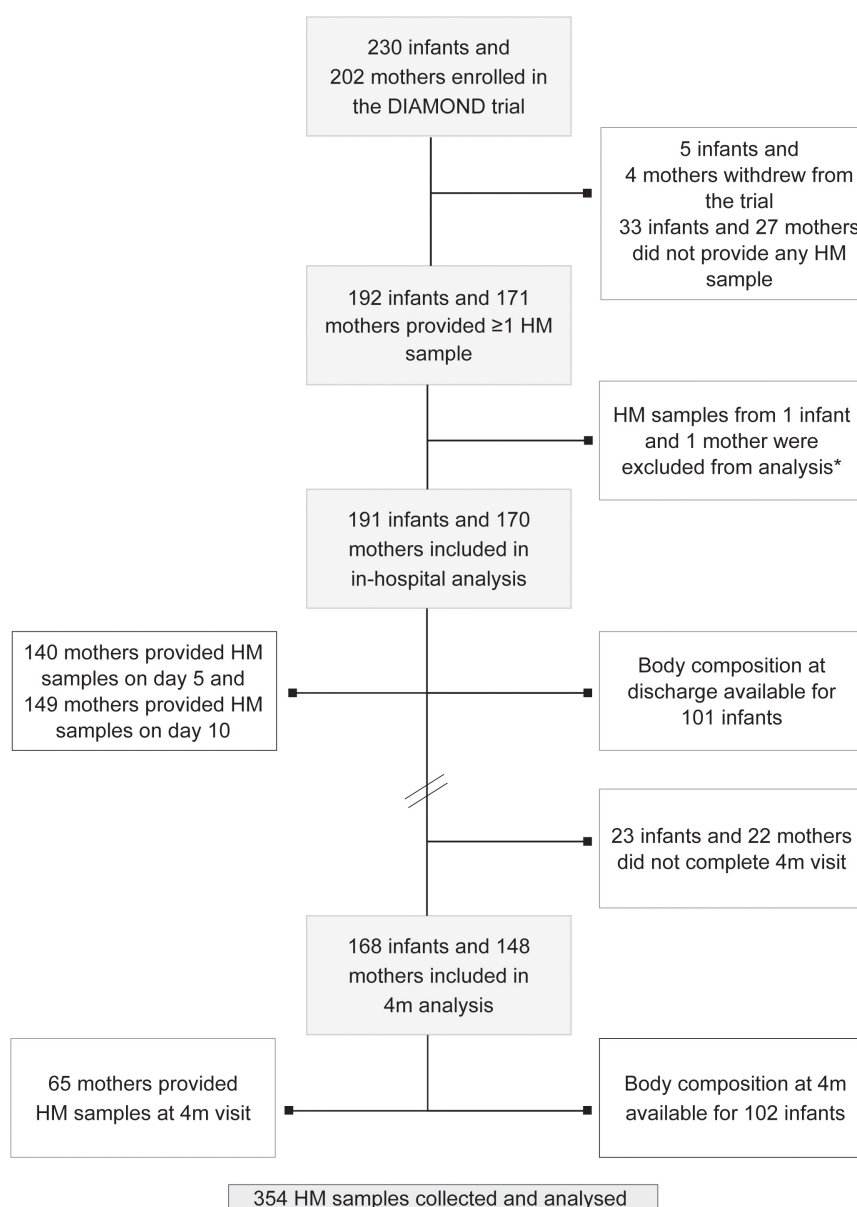 230 infants and
202 mothers enrolled in
the DIAMOND trial
5 infants and
4 mothers withdrew from
the trial
33 infants and 27 mothers
did not provide any HM
sample
192 infants and 171
mothers provided ≥1 HM
sample
HM samples from 1 infant
and 1 mother were
excluded from analysis*
191 infants and 170
mothers included in
in-hospital analysis
140 mothers provided HM
samples on day 5 and
149 mothers provided HM
samples on day 10
Body composition at
discharge available for
101 infants
23 infants and 22 mothers
did not complete 4m visit
168 infants and 148
mothers included in
4m analysis
65 mothers provided
HM samples at 4m visit
Body composition at 4m
available for 102 infants
354 HM samples collected and analysed